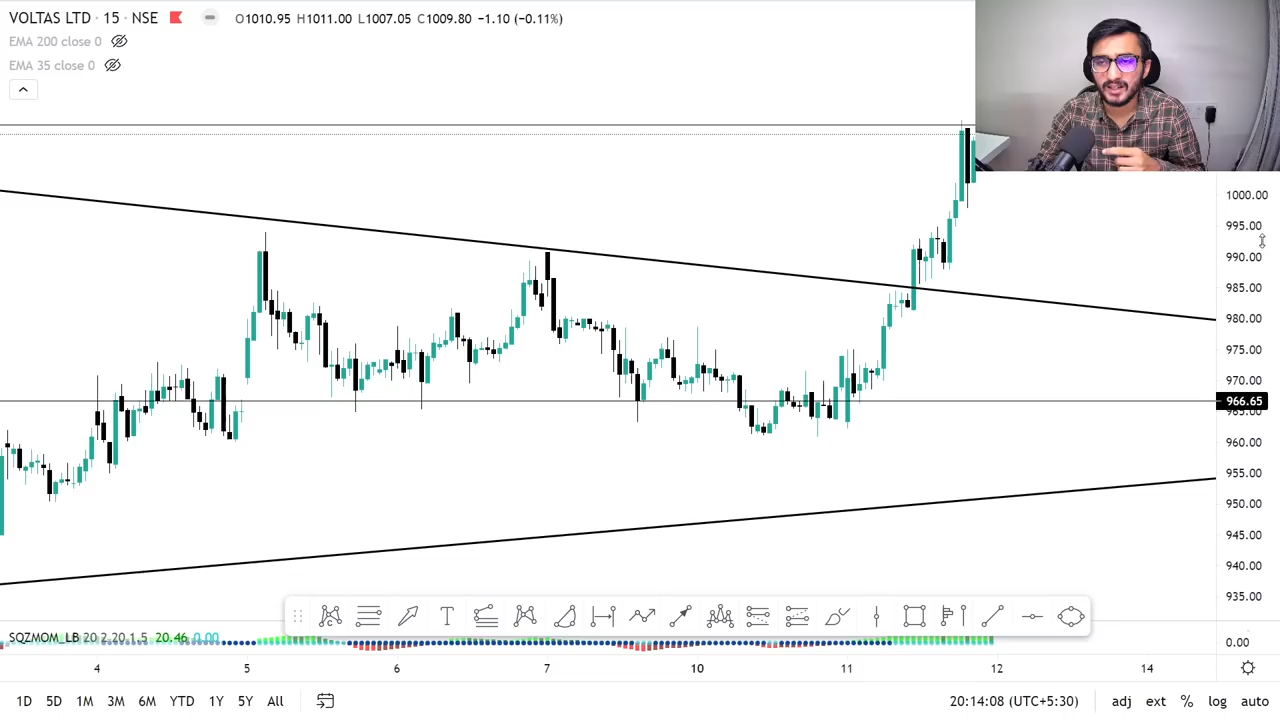 VOLTAS LTD · 15 · NSE O1010.95 H1011.00 L1007.05 C1009.80 −1.10 (−0.11%)
EMA 200 close 0
EMA 35 close 0
1000.00
995.00
990.00
985.00
980.00
975.00
970.00
966.65
965.00
960.00
955.00
950.00
945.00
940.00
935.00
SQZMOM_LB 20 2 20 1.5 20.46 0.00
0.00
4 5 6 7 10 11 12 14
1D 5D 1M 3M 6M YTD 1Y 5Y All 20:14:08 (UTC+5:30) adj ext % log auto